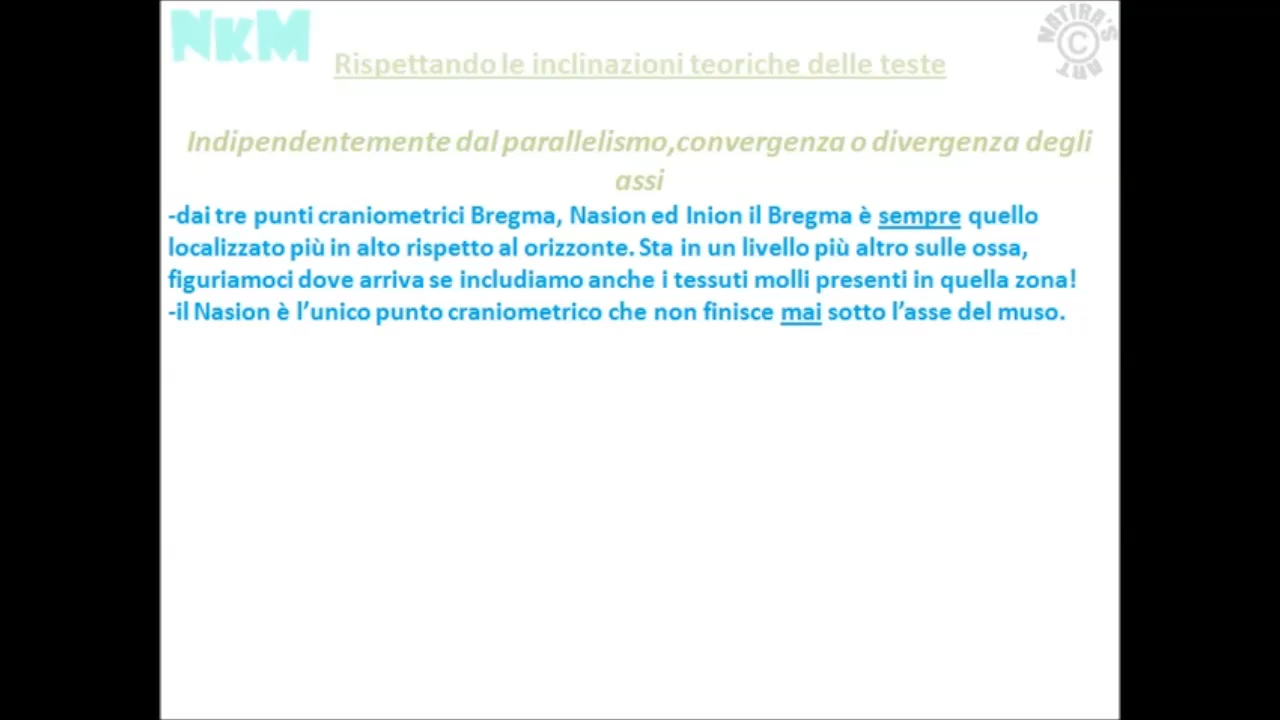 NKM
NATIRA'S
©
ART
Rispettando le inclinazioni teoriche delle teste
Indipendentemente dal parallelismo,convergenza o divergenza degli
assi
-dai tre punti craniometrici Bregma, Nasion ed Inion il Bregma è sempre quello
localizzato più in alto rispetto al orizzonte. Sta in un livello più altro sulle ossa,
figuriamoci dove arriva se includiamo anche i tessuti molli presenti in quella zona!
-il Nasion è l’unico punto craniometrico che non finisce mai sotto l’asse del muso.